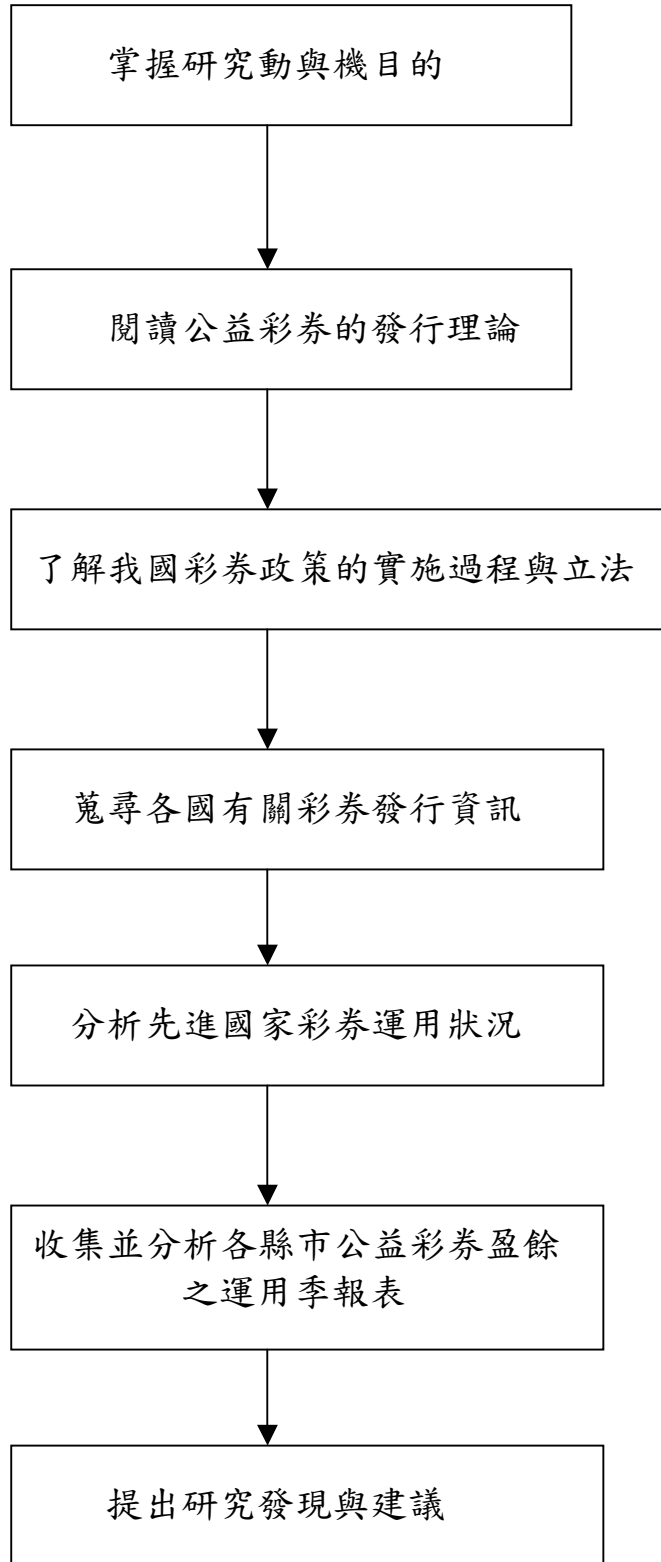 掌握研究動與機目的
閱讀公益彩券的發行理論
了解我國彩券政策的實施過程與立法
蒐尋各國有關彩券發行資訊
分析先進國家彩券運用狀況
收集並分析各縣市公益彩券盈餘
之運用季報表
提出研究發現與建議